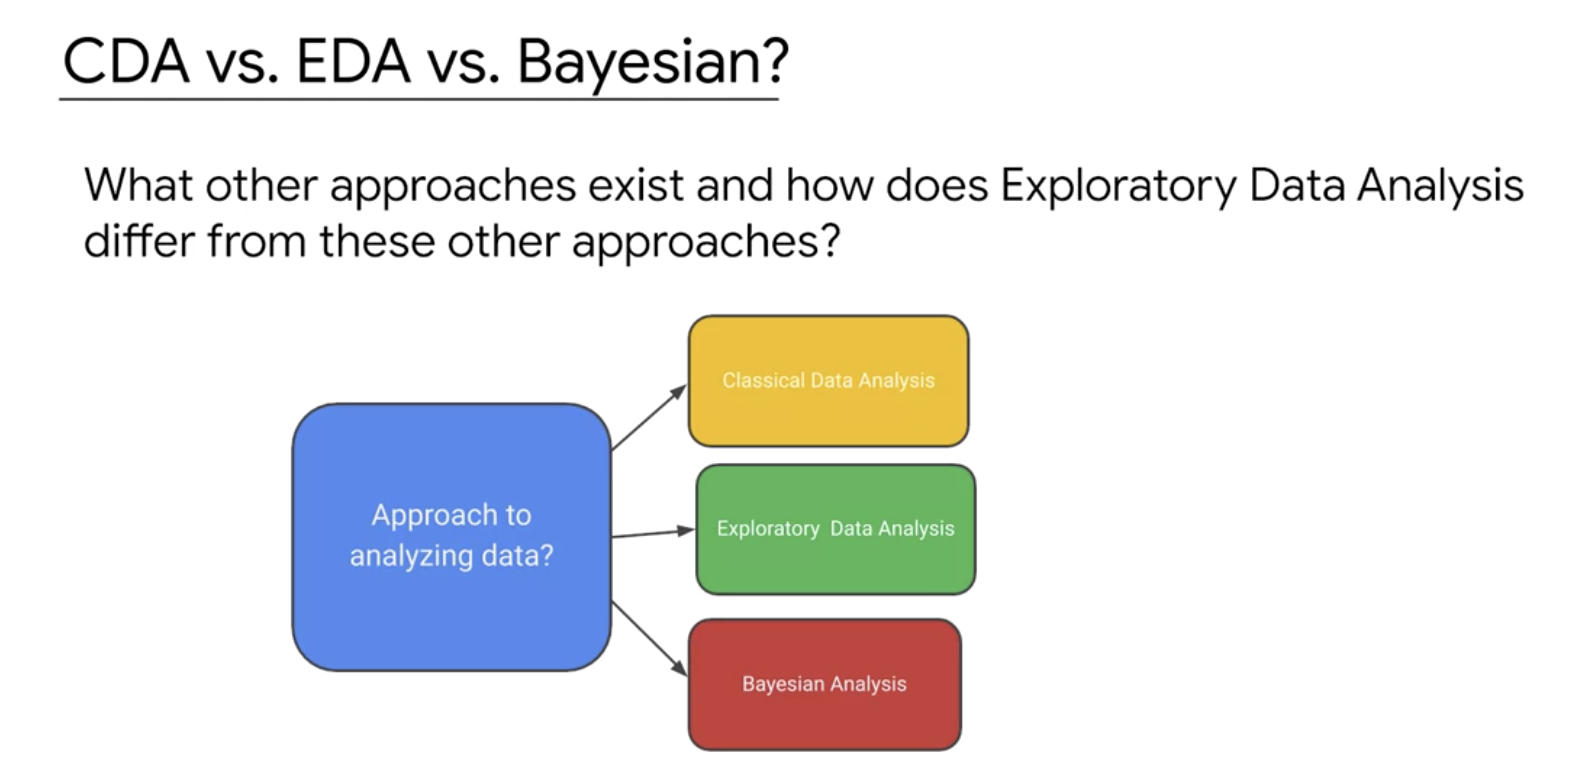 CDA vs. EDA vs. Bayesian?
What other approaches exist and how does Exploratory Data Analysis
differ from these other approaches?
Classical Data Analysis
Approach to
analyzing data?
Exploratory  Data Analysis
Bayesian Analysis